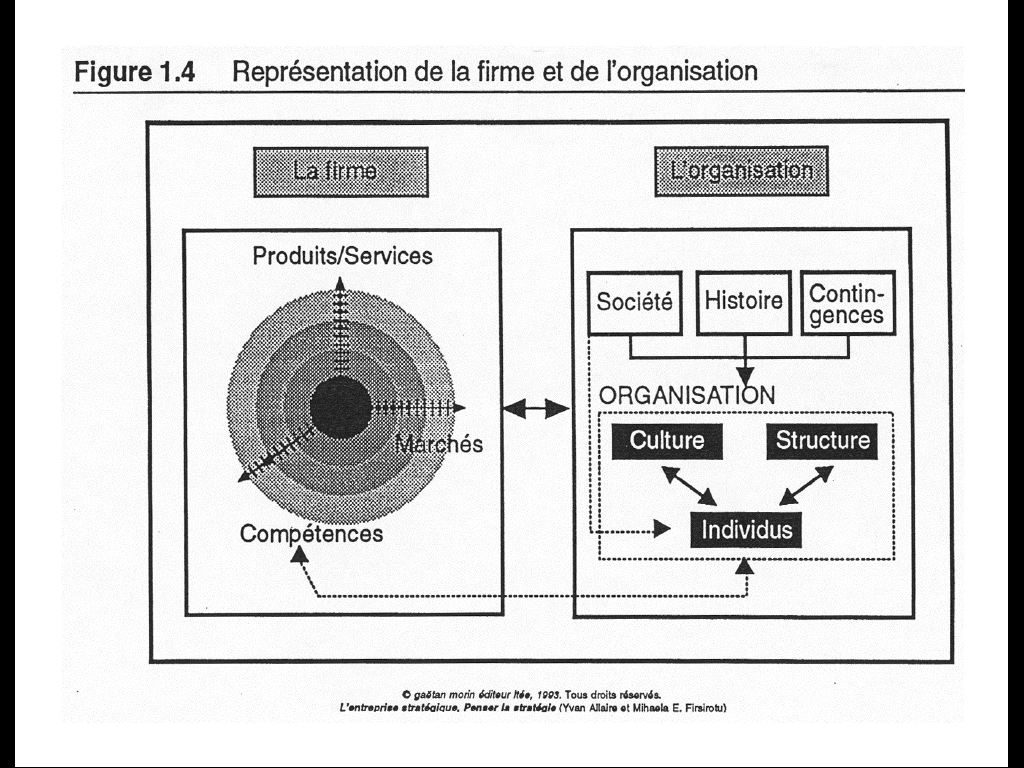 Figure 1.4 Représentation de la firme et de l'organisation
La firme
L'organisation
Produits/Services
Marchés
Compétences
Société
Histoire
Contin-
gences
ORGANISATION
Culture
Structure
Individus
© gaëtan morin éditeur ltée, 1993. Tous droits réservés.
L'entreprise stratégique, Penser la stratégie (Yvan Allaire et Mihaela E. Firsirotu)